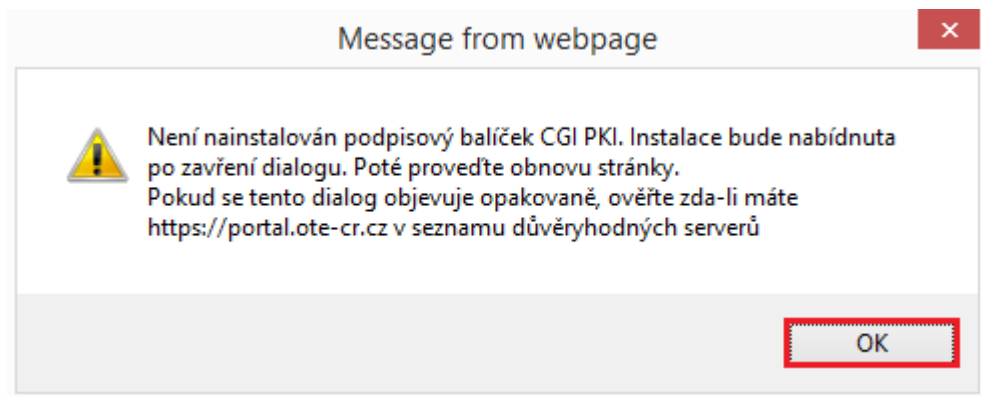 Message from webpage
Není nainstalován podpisový balíček CGI PKI. Instalace bude nabídnuta
po zavření dialogu. Poté proveďte obnovu stránky.
Pokud se tento dialog objevuje opakovaně, ověřte zda-li máte
https://portal.ote-cr.cz v seznamu důvěryhodných serverů
OK